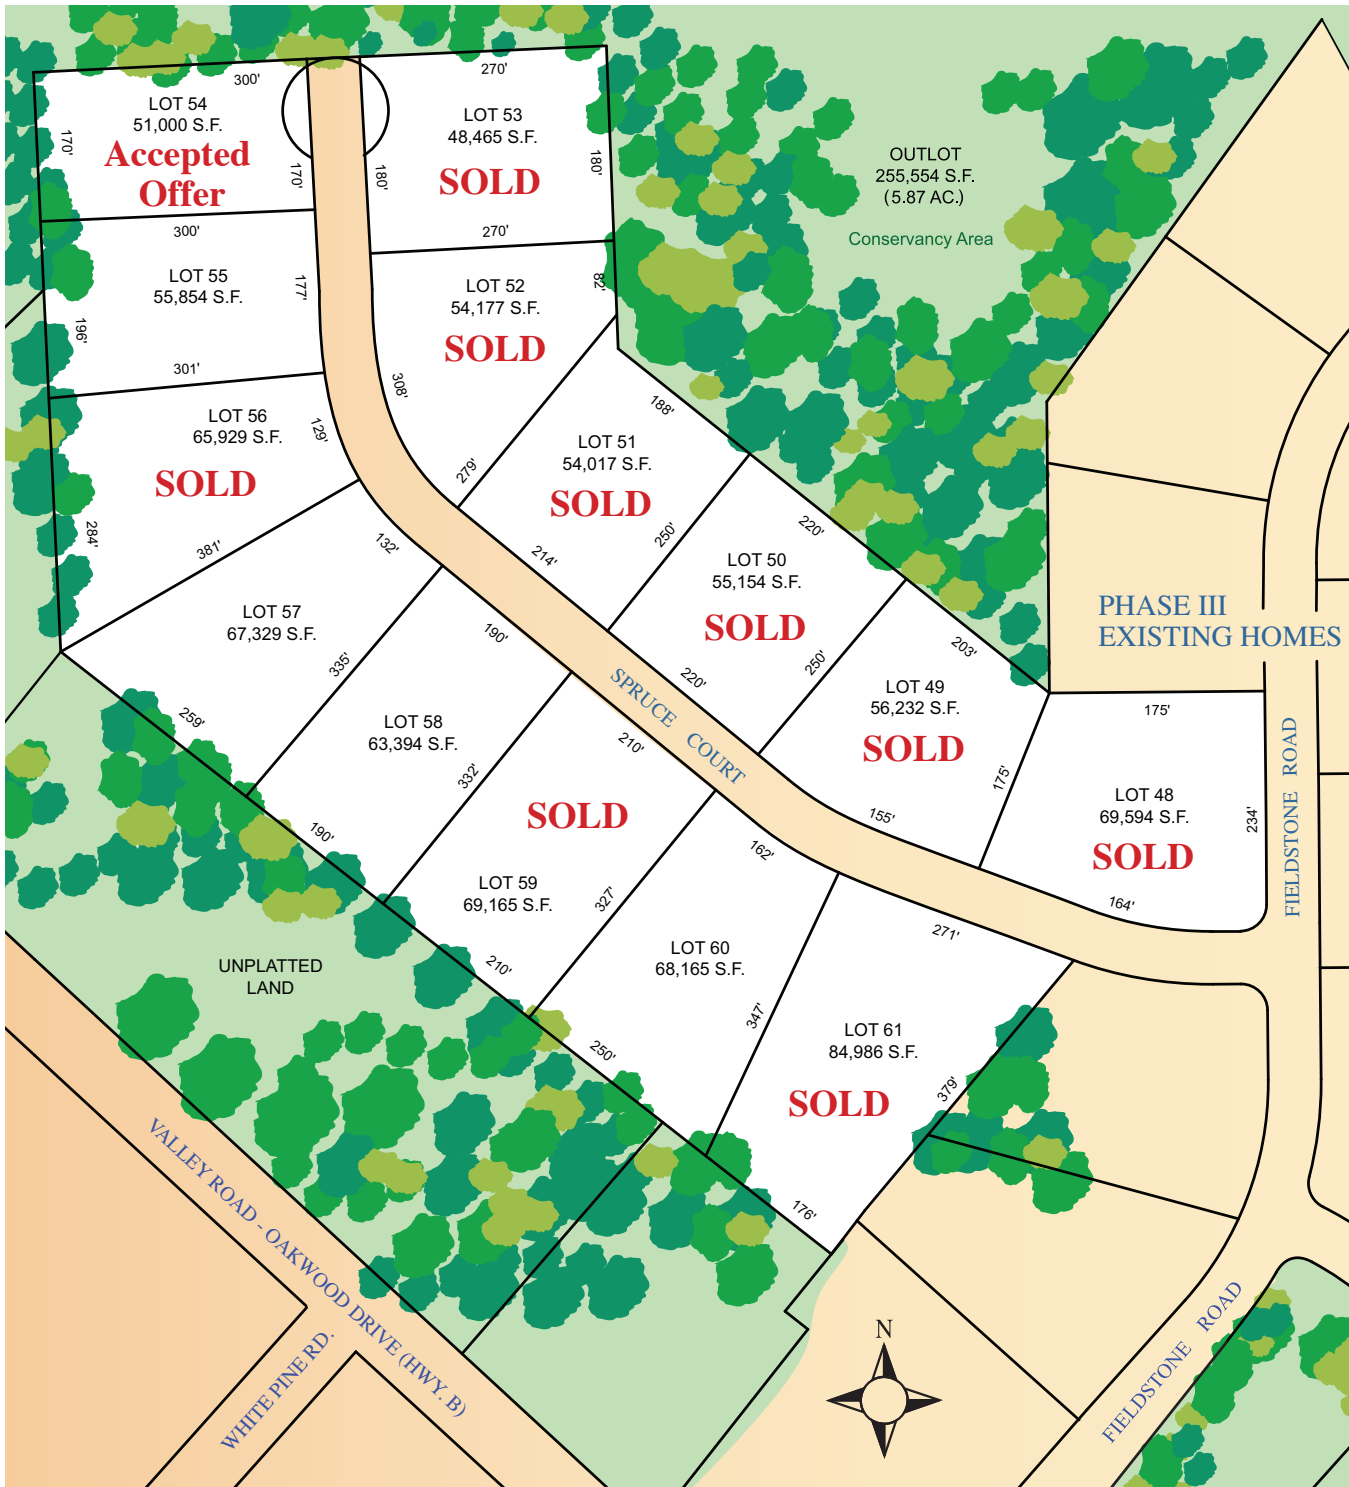 300'
LOT 54
51,000 S.F.
Accepted
Offer
170'
170'
270'
LOT 53
48,465 S.F.
SOLD
180'
180'
270'
300'
LOT 55
55,854 S.F.
177'
196'
301'
LOT 52
54,177 S.F.
SOLD
82'
308'
279'
LOT 56
65,929 S.F.
SOLD
129'
284'
381'
188'
LOT 51
54,017 S.F.
SOLD
214'
250'
220'
LOT 50
55,154 S.F.
SOLD
220'
250'
203'
LOT 49
56,232 S.F.
SOLD
155'
175'
175'
LOT 48
69,594 S.F.
SOLD
234'
164'
132'
LOT 57
67,329 S.F.
335'
259'
190'
LOT 58
63,394 S.F.
332'
190'
210'
SOLD
LOT 59
69,165 S.F.
327'
210'
162'
LOT 60
68,165 S.F.
347'
250'
271'
LOT 61
84,986 S.F.
SOLD
379'
176'
OUTLOT
255,554 S.F.
(5.87 AC.)
Conservancy Area
PHASE III
EXISTING HOMES
SPRUCE COURT
FIELDSTONE ROAD
UNPLATTED
LAND
VALLEY ROAD - OAKWOOD DRIVE (HWY. B)
WHITE PINE RD.
N
FIELDSTONE ROAD